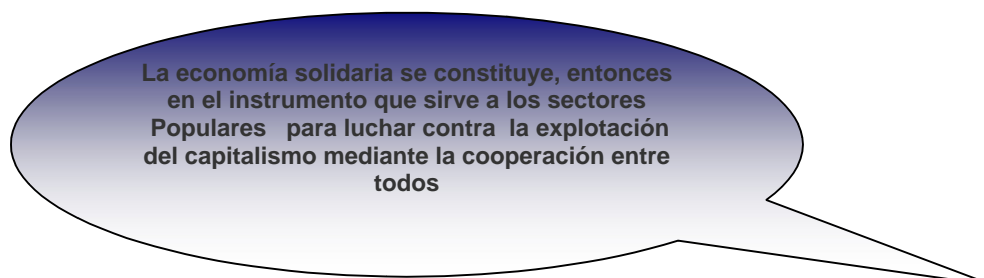 La economía solidaria se constituye, entonces
en el instrumento que sirve a los sectores
Populares para luchar contra la explotación
del capitalismo mediante la cooperación entre
todos